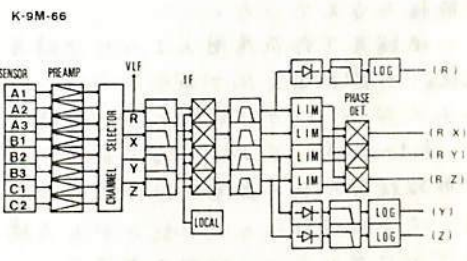 K-9M-66
SENSOR PREAMP VLF IF
A1
A2
A3
B1
B2
B3
C1
C2
CHANNEL SELECTOR
R
X
Y
Z
LOCAL
LIM
LIM
LIM
LIM
PHASE DET.
LOG (R)
(R X)
(R Y)
(R Z)
LOG (Y)
LOG (Z)